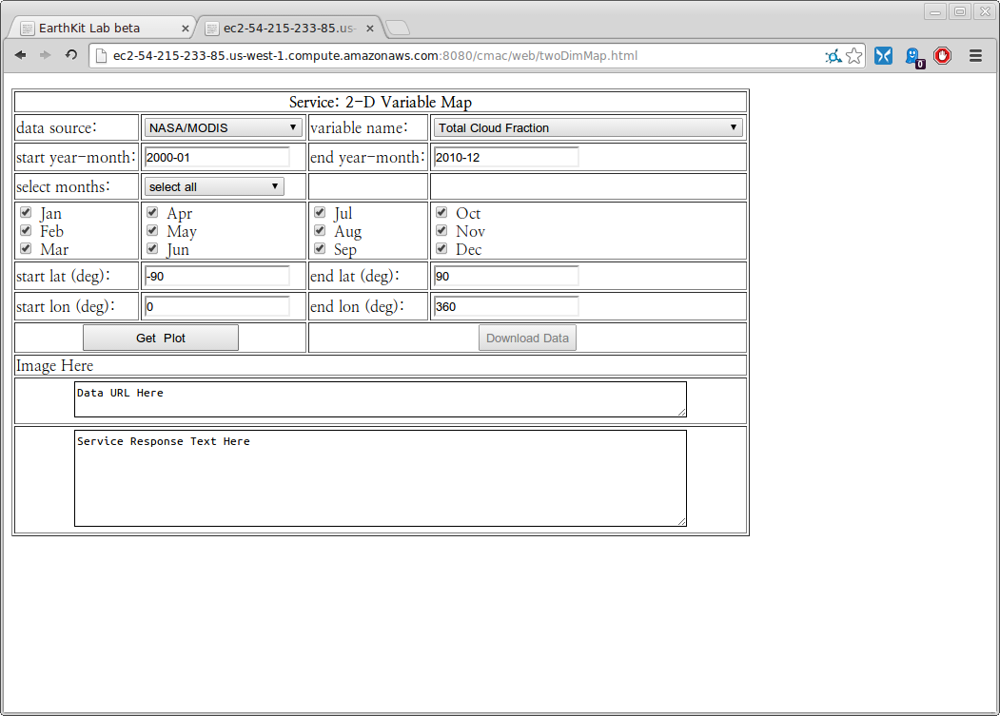 EarthKit Lab beta
ec2-54-215-233-85.us-
ec2-54-215-233-85.us-west-1.compute.amazonaws.com:8080/cmac/web/twoDimMap.html
0
Service: 2-D Variable Map
data source: NASA/MODIS variable name: Total Cloud Fraction
start year-month: 2000-01 end year-month: 2010-12
select months: select all
Jan Apr Jul Oct
Feb May Aug Nov
Mar Jun Sep Dec
start lat (deg): -90 end lat (deg): 90
start lon (deg): 0 end lon (deg): 360
Get Plot Download Data
Image Here
Data URL Here
Service Response Text Here